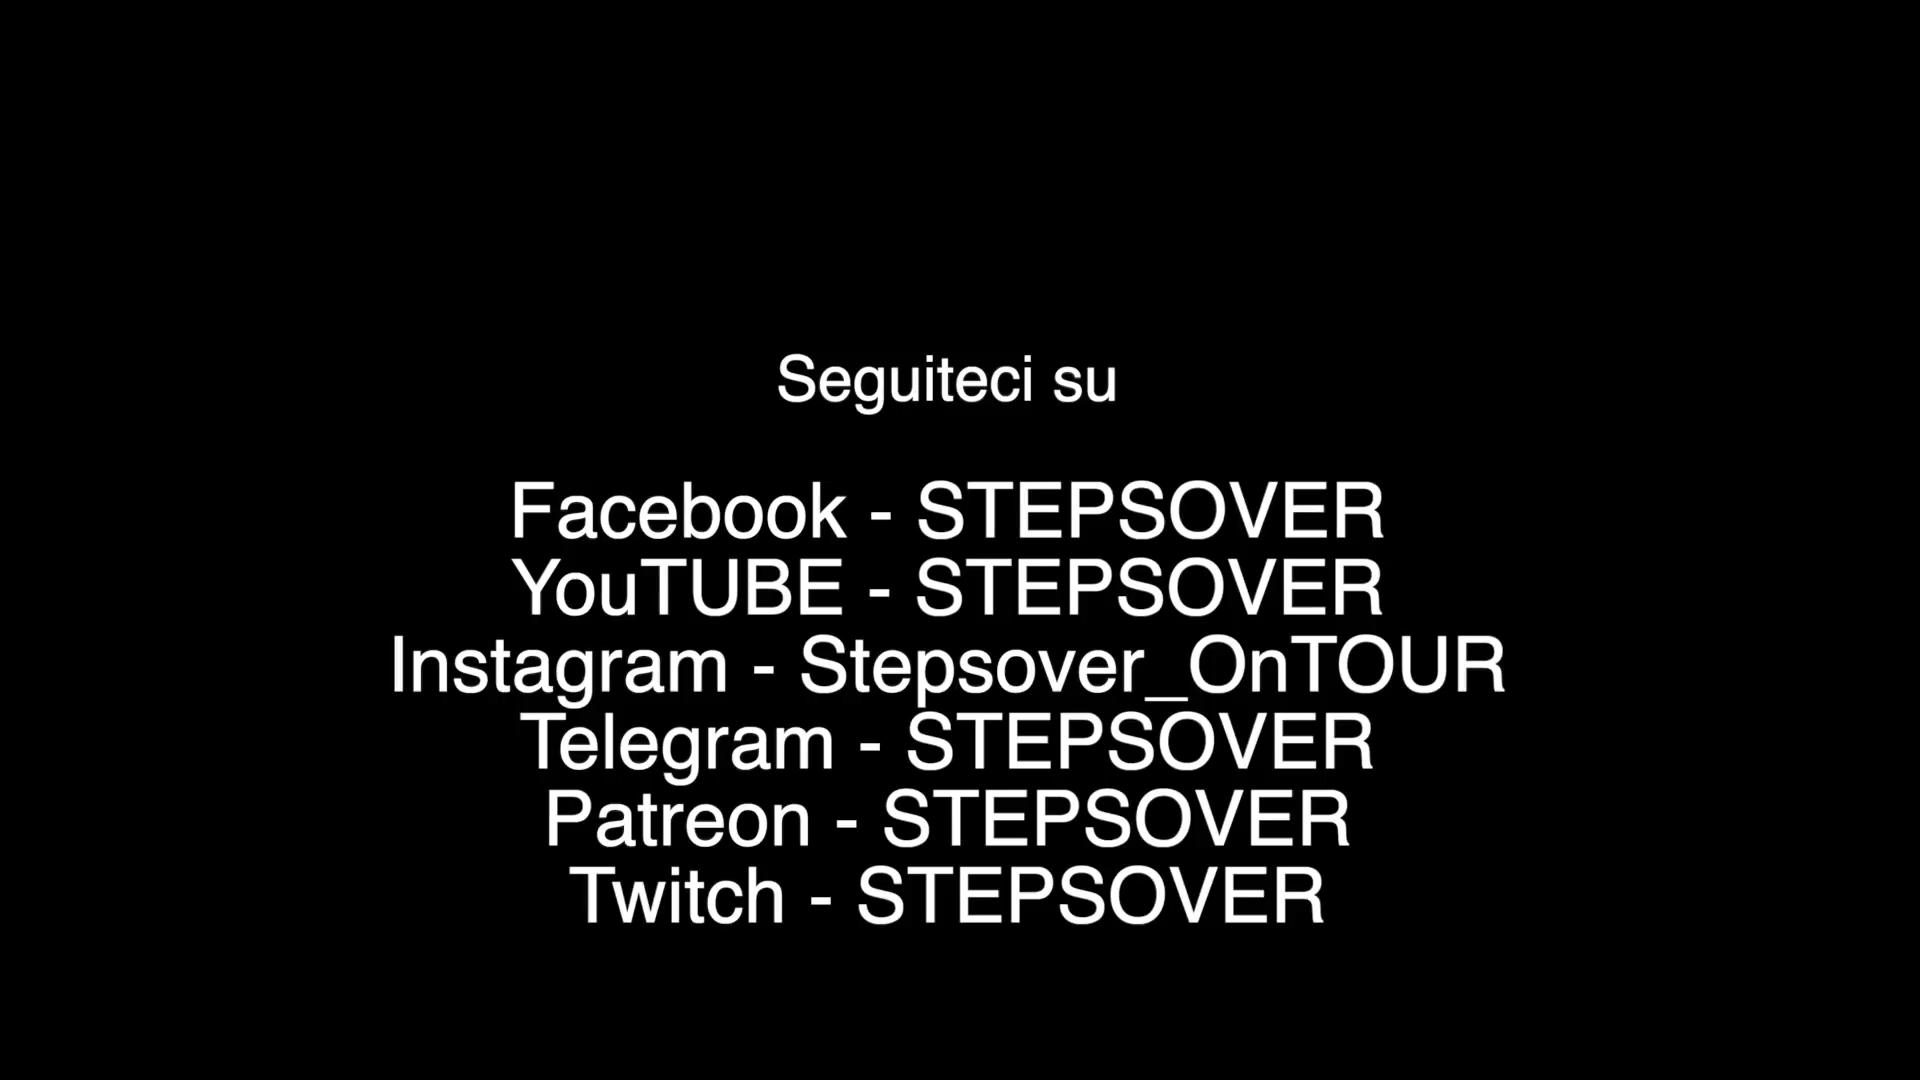 Seguiteci su
Facebook - STEPSOVER
YouTUBE - STEPSOVER
Instagram - Stepsover_OnTOUR
Telegram - STEPSOVER
Patreon - STEPSOVER
Twitch - STEPSOVER